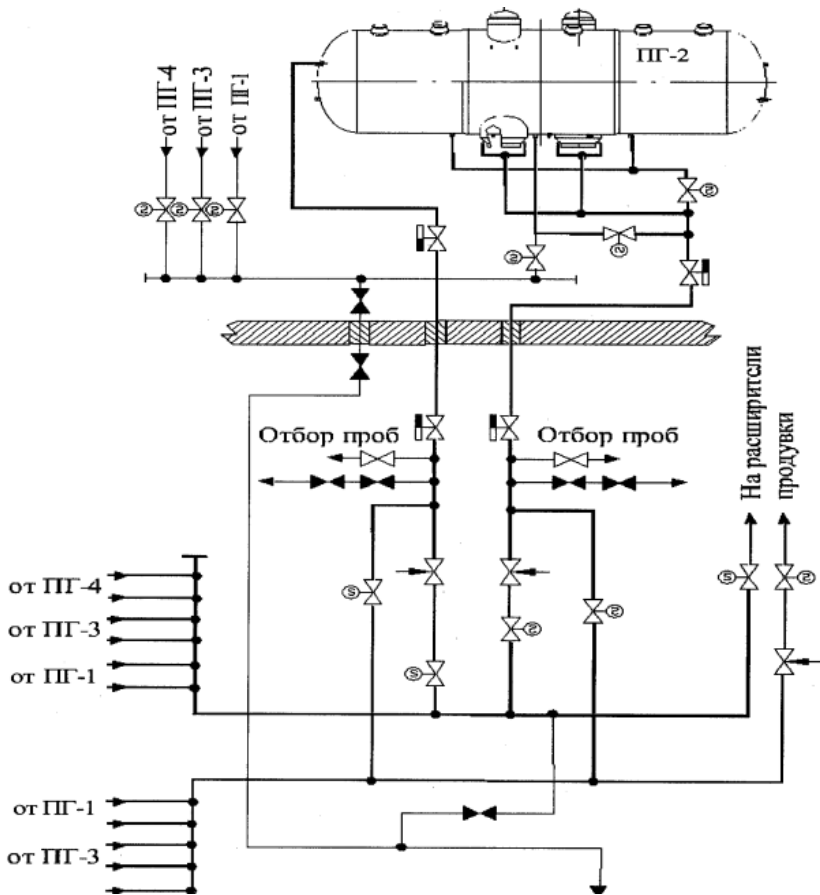 ПГ-2
от ПГ-4
от ПГ-3
от ПГ-1
Отбор проб
Отбор проб
На расширители
продувки
от ПГ-4
от ПГ-3
от ПГ-1
от ПГ-1
от ПГ-3